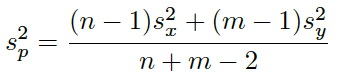 s_p^2 = \frac{(n-1)s_x^2 + (m-1)s_y^2}{n+m-2}